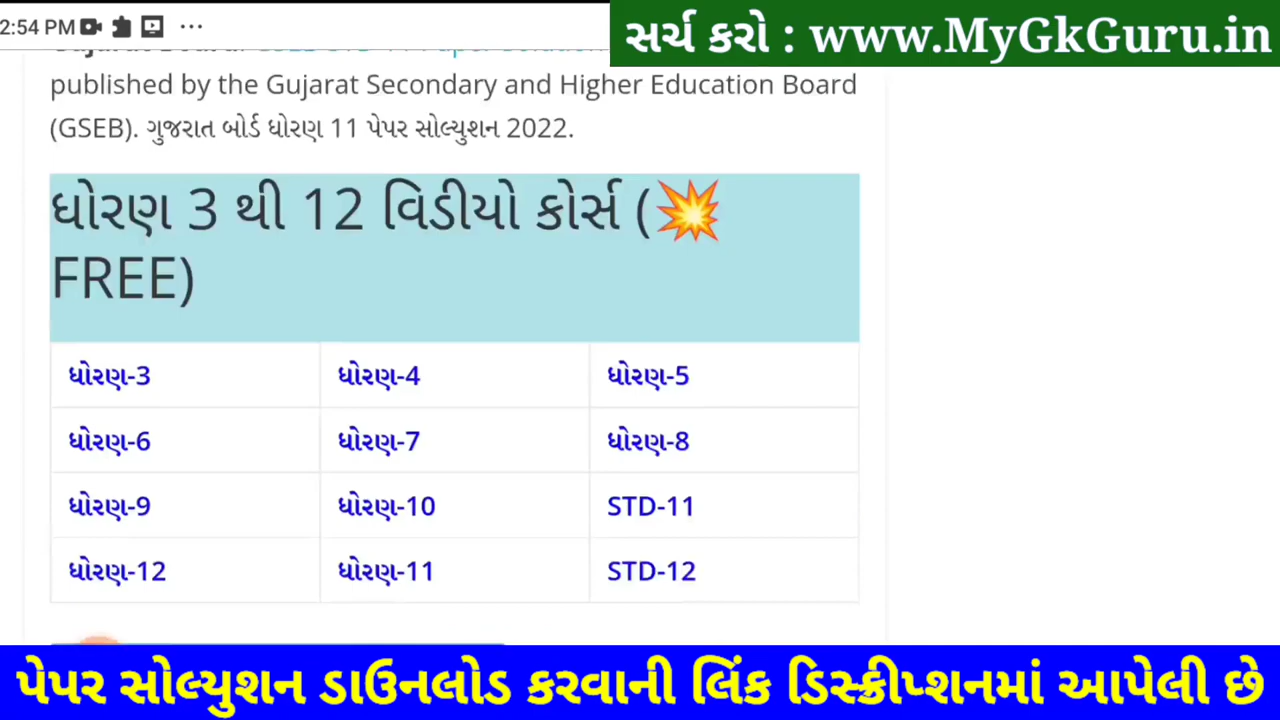 2:54 PM
સર્ચ કરો : www.MyGkGuru.in
published by the Gujarat Secondary and Higher Education Board
(GSEB). ગુજરાત બોર્ડ ધોરણ 11 પેપર સોલ્યુશન 2022.
ધોરણ 3 થી 12 વિડીયો કોર્સ (💥
FREE)
ધોરણ-3 ધોરણ-4 ધોરણ-5
ધોરણ-6 ધોરણ-7 ધોરણ-8
ધોરણ-9 ધોરણ-10 STD-11
ધોરણ-12 ધોરણ-11 STD-12
પેપર સોલ્યુશન ડાઉનલોડ કરવાની લિંક ડિસ્ક્રીપ્શનમાં આપેલી છે